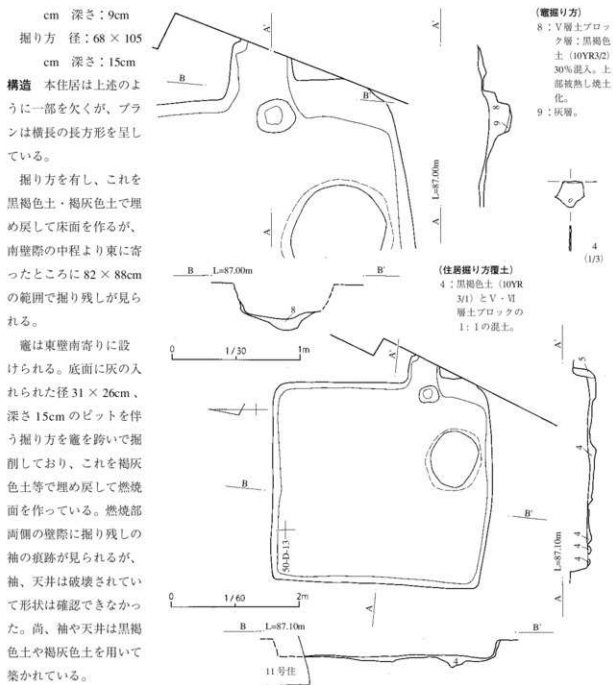 cm 深さ：9cm
掘り方 径：68 × 105
cm 深さ：15cm
構造 本住居は上述のよ
うに一部を欠くが、プラ
ンは横長の長方形を呈し
ている。
掘り方を有し、これを
黒褐色土・褐灰色土で埋
め戻して床面を作るが、
南壁際の中程より東に寄
ったところに 82 × 88cm
の範囲で掘り残しが見ら
れる。
竈は東壁南寄りに設
けられる。底面に灰の入
れられた径 31 × 26cm 、
深さ 15cm のピットを伴
う掘り方を竈を跨いで掘
削しており、これを褐灰
色土等で埋め戻して燃焼
面を作っている。燃焼部
両側の壁際に掘り残しの
袖の痕跡が見られるが、
袖、天井は破壊されてい
て形状は確認できなかっ
た。尚、袖や天井は黒褐
色土や褐灰色土を用いて
築かれている。
A'
B
B'
A
A'
8
9
L=87.00m
A
(竈掘り方)
8：Ⅴ層土ブロッ
ク層：黒褐色
土（10YR3/2）
30%混入。上
部被熱し焼土
化。
9：灰層。
4
(1/3)
B L=87.00m B'
8
0 1/30 1m
(住居掘り方覆土)
4：黒褐色土（10YR
3/1）とⅤ・Ⅵ
層土ブロックの
1：1の混土。
A'
B
B'
50-D-13
A
0 1/60 2m
A'
5
4
4
4
4
L=87.10m
A
B L=87.10m B'
4
11号住